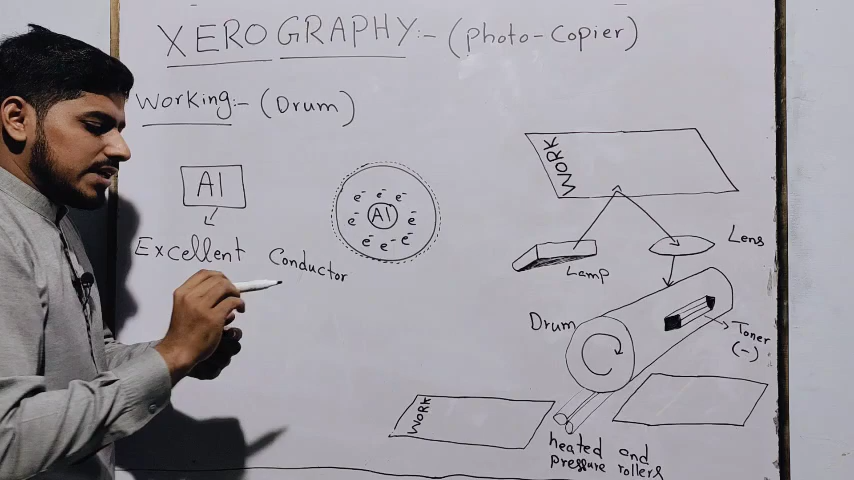 XEROGRAPHY:- (Photo-Copier)
Working:- (Drum)
Al
Excellent Conductor
e⁻ e⁻ e⁻
e⁻ Al e⁻
e⁻ e⁻ e⁻
WORK
Lamp
Lens
Drum
Toner
(-)
WORK
heated and
pressure rollers